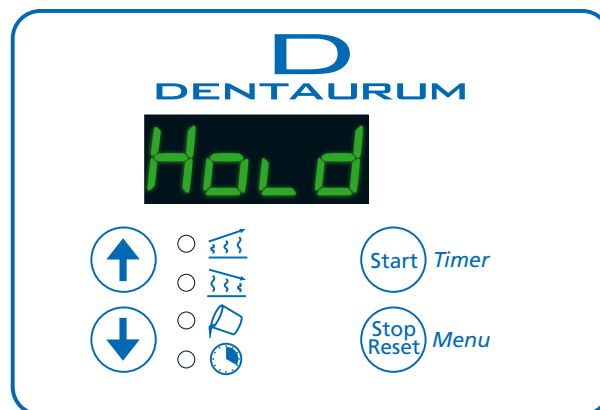 D
DENTAURUM
HoLd
Start Timer
Stop
Reset Menu